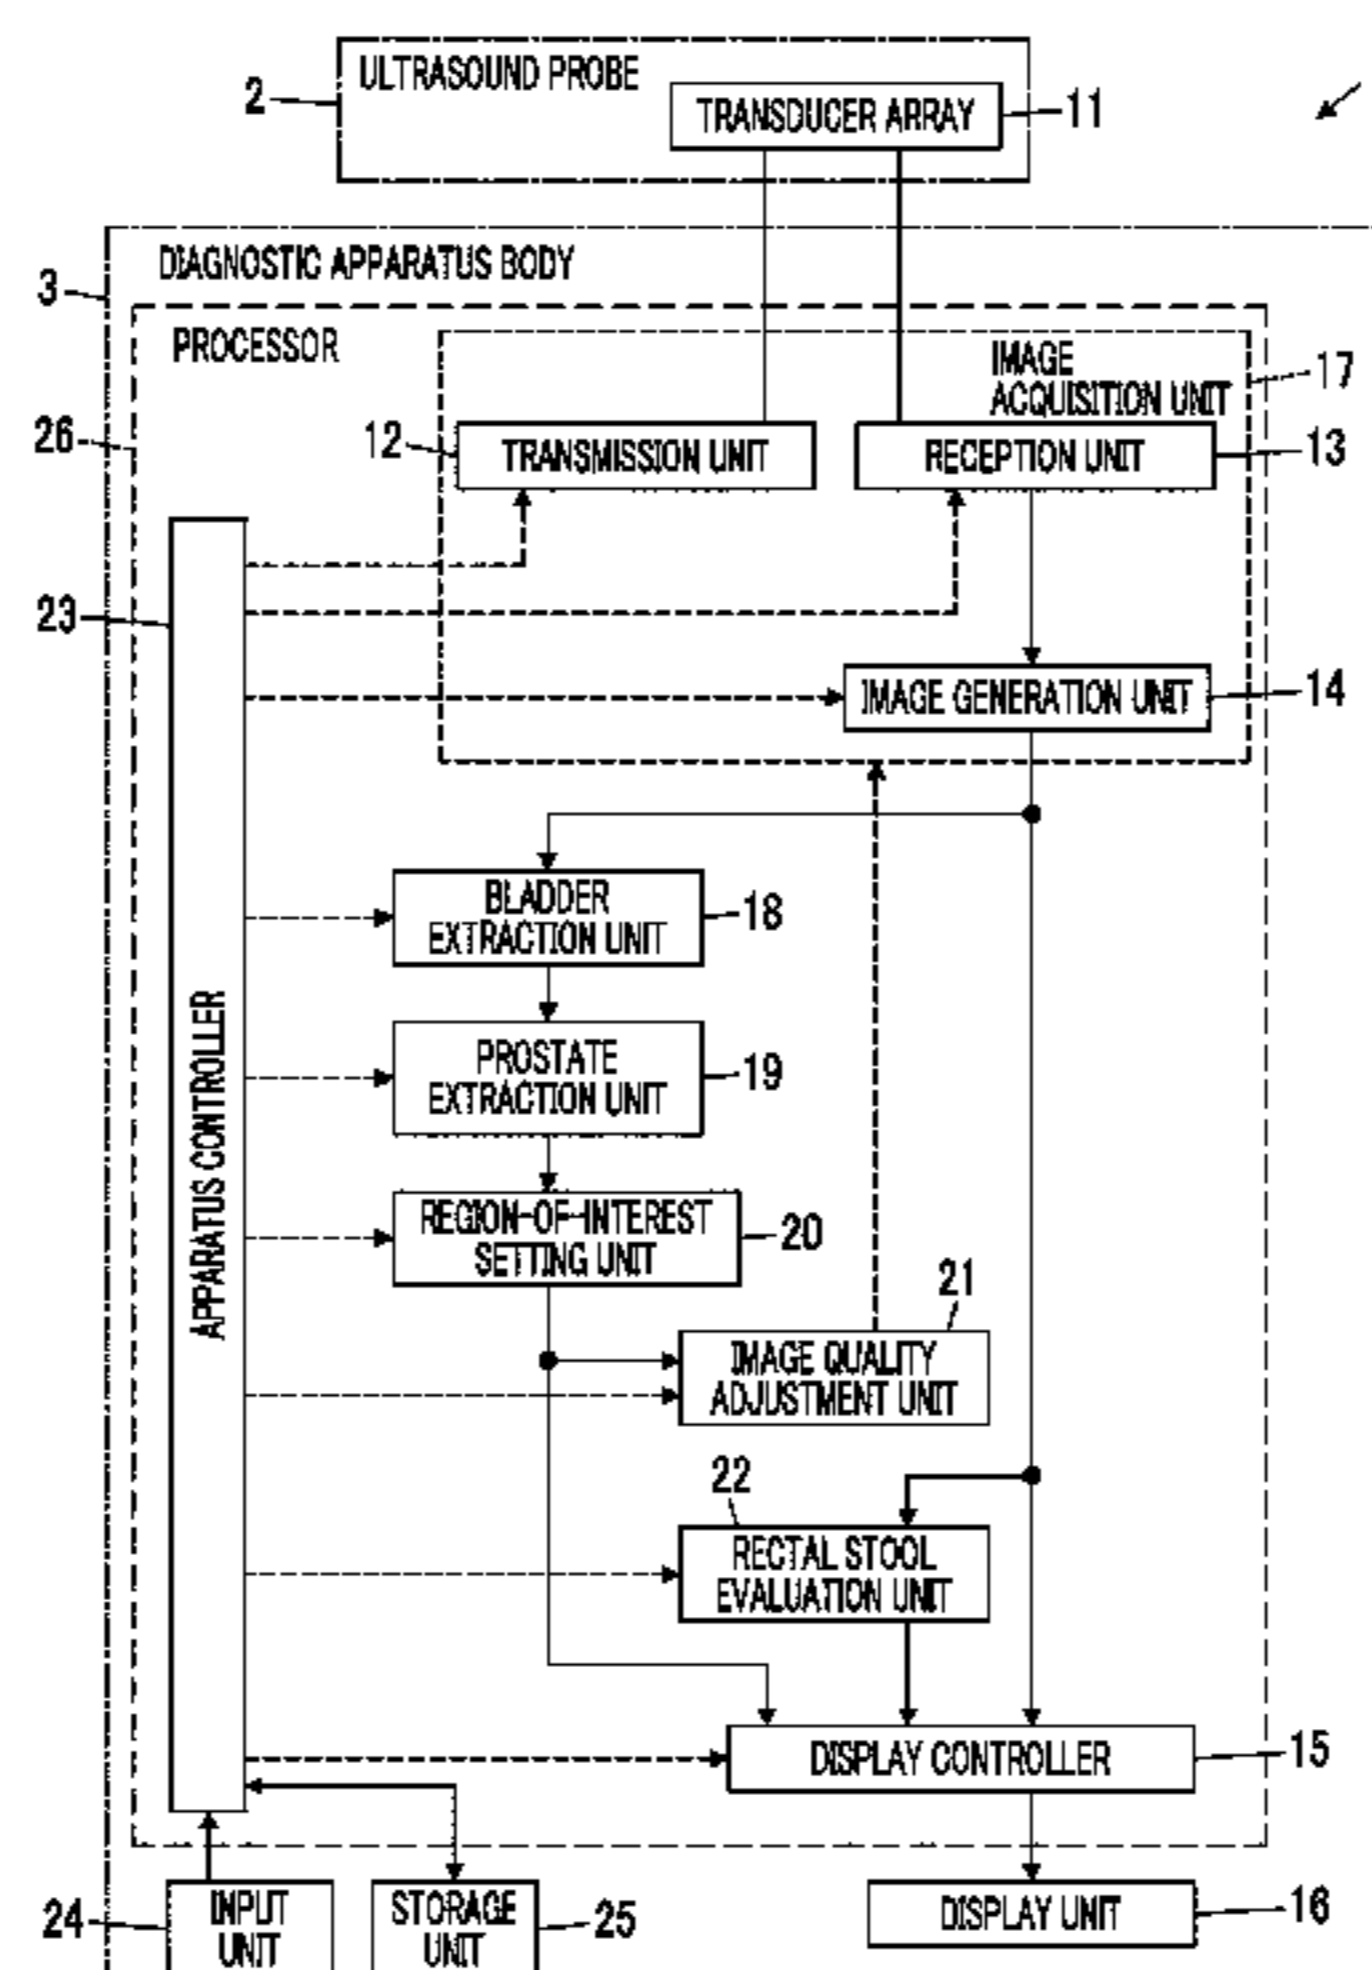 ULTRASOUND PROBE
2
TRANSDUCER ARRAY
11
DIAGNOSTIC APPARATUS BODY
3
PROCESSOR
IMAGE
ACQUISITION UNIT
17
26
12
TRANSMISSION UNIT
RECEPTION UNIT
13
23
IMAGE GENERATION UNIT
14
BLADDER
EXTRACTION UNIT
18
APPARATUS CONTROLLER
PROSTATE
EXTRACTION UNIT
19
REGION-OF-INTEREST
SETTING UNIT
20
21
IMAGE QUALITY
ADJUSTMENT UNIT
22
RECTAL STOOL
EVALUATION UNIT
DISPLAY CONTROLLER
15
24
INPUT
UNIT
STORAGE
UNIT
25
DISPLAY UNIT
16